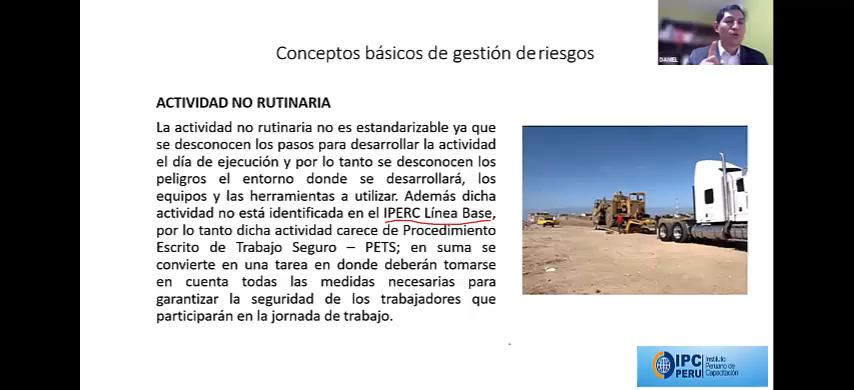 Conceptos básicos de gestión de riesgos
DANIEL
ACTIVIDAD NO RUTINARIA
La actividad no rutinaria no es estandarizable ya que
se desconocen los pasos para desarrollar la actividad
el día de ejecución y por lo tanto se desconocen los
peligros el entorno donde se desarrollará, los
equipos y las herramientas a utilizar. Además dicha
actividad no está identificada en el IPERC Línea Base,
por lo tanto dicha actividad carece de Procedimiento
Escrito de Trabajo Seguro – PETS; en suma se
convierte en una tarea en donde deberán tomarse
en cuenta todas las medidas necesarias para
garantizar la seguridad de los trabajadores que
participarán en la jornada de trabajo.
IPC
PERÚ
Instituto
Peruano de
Capacitación